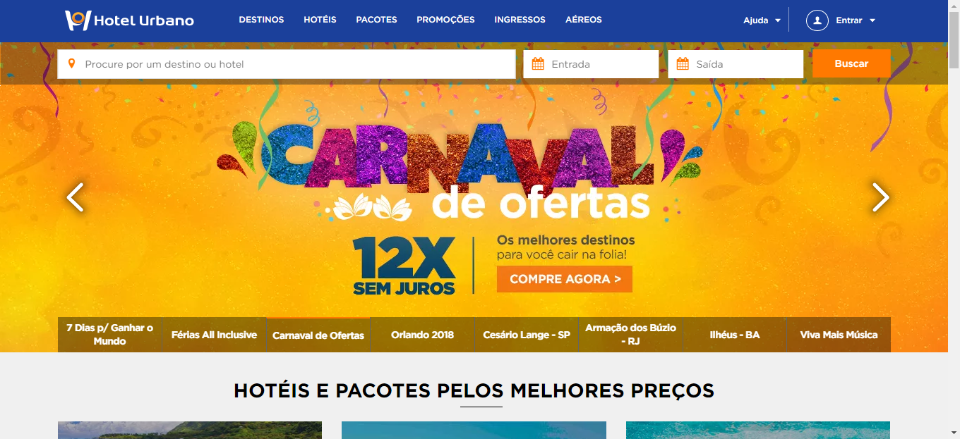 Hotel Urbano
DESTINOS HOTÉIS PACOTES PROMOÇÕES INGRESSOS AÉREOS
Ajuda Entrar
Procure por um destino ou hotel
Entrada
Saída
Buscar
CARNAVAL
de ofertas
12X
SEM JUROS
Os melhores destinos
para você cair na folia!
COMPRE AGORA >
7 Dias p/ Ganhar o
Mundo
Férias All Inclusive
Carnaval de Ofertas
Orlando 2018
Cesário Lange - SP
Armação dos Búzio
- RJ
Ilhéus - BA
Viva Mais Música
HOTÉIS E PACOTES PELOS MELHORES PREÇOS